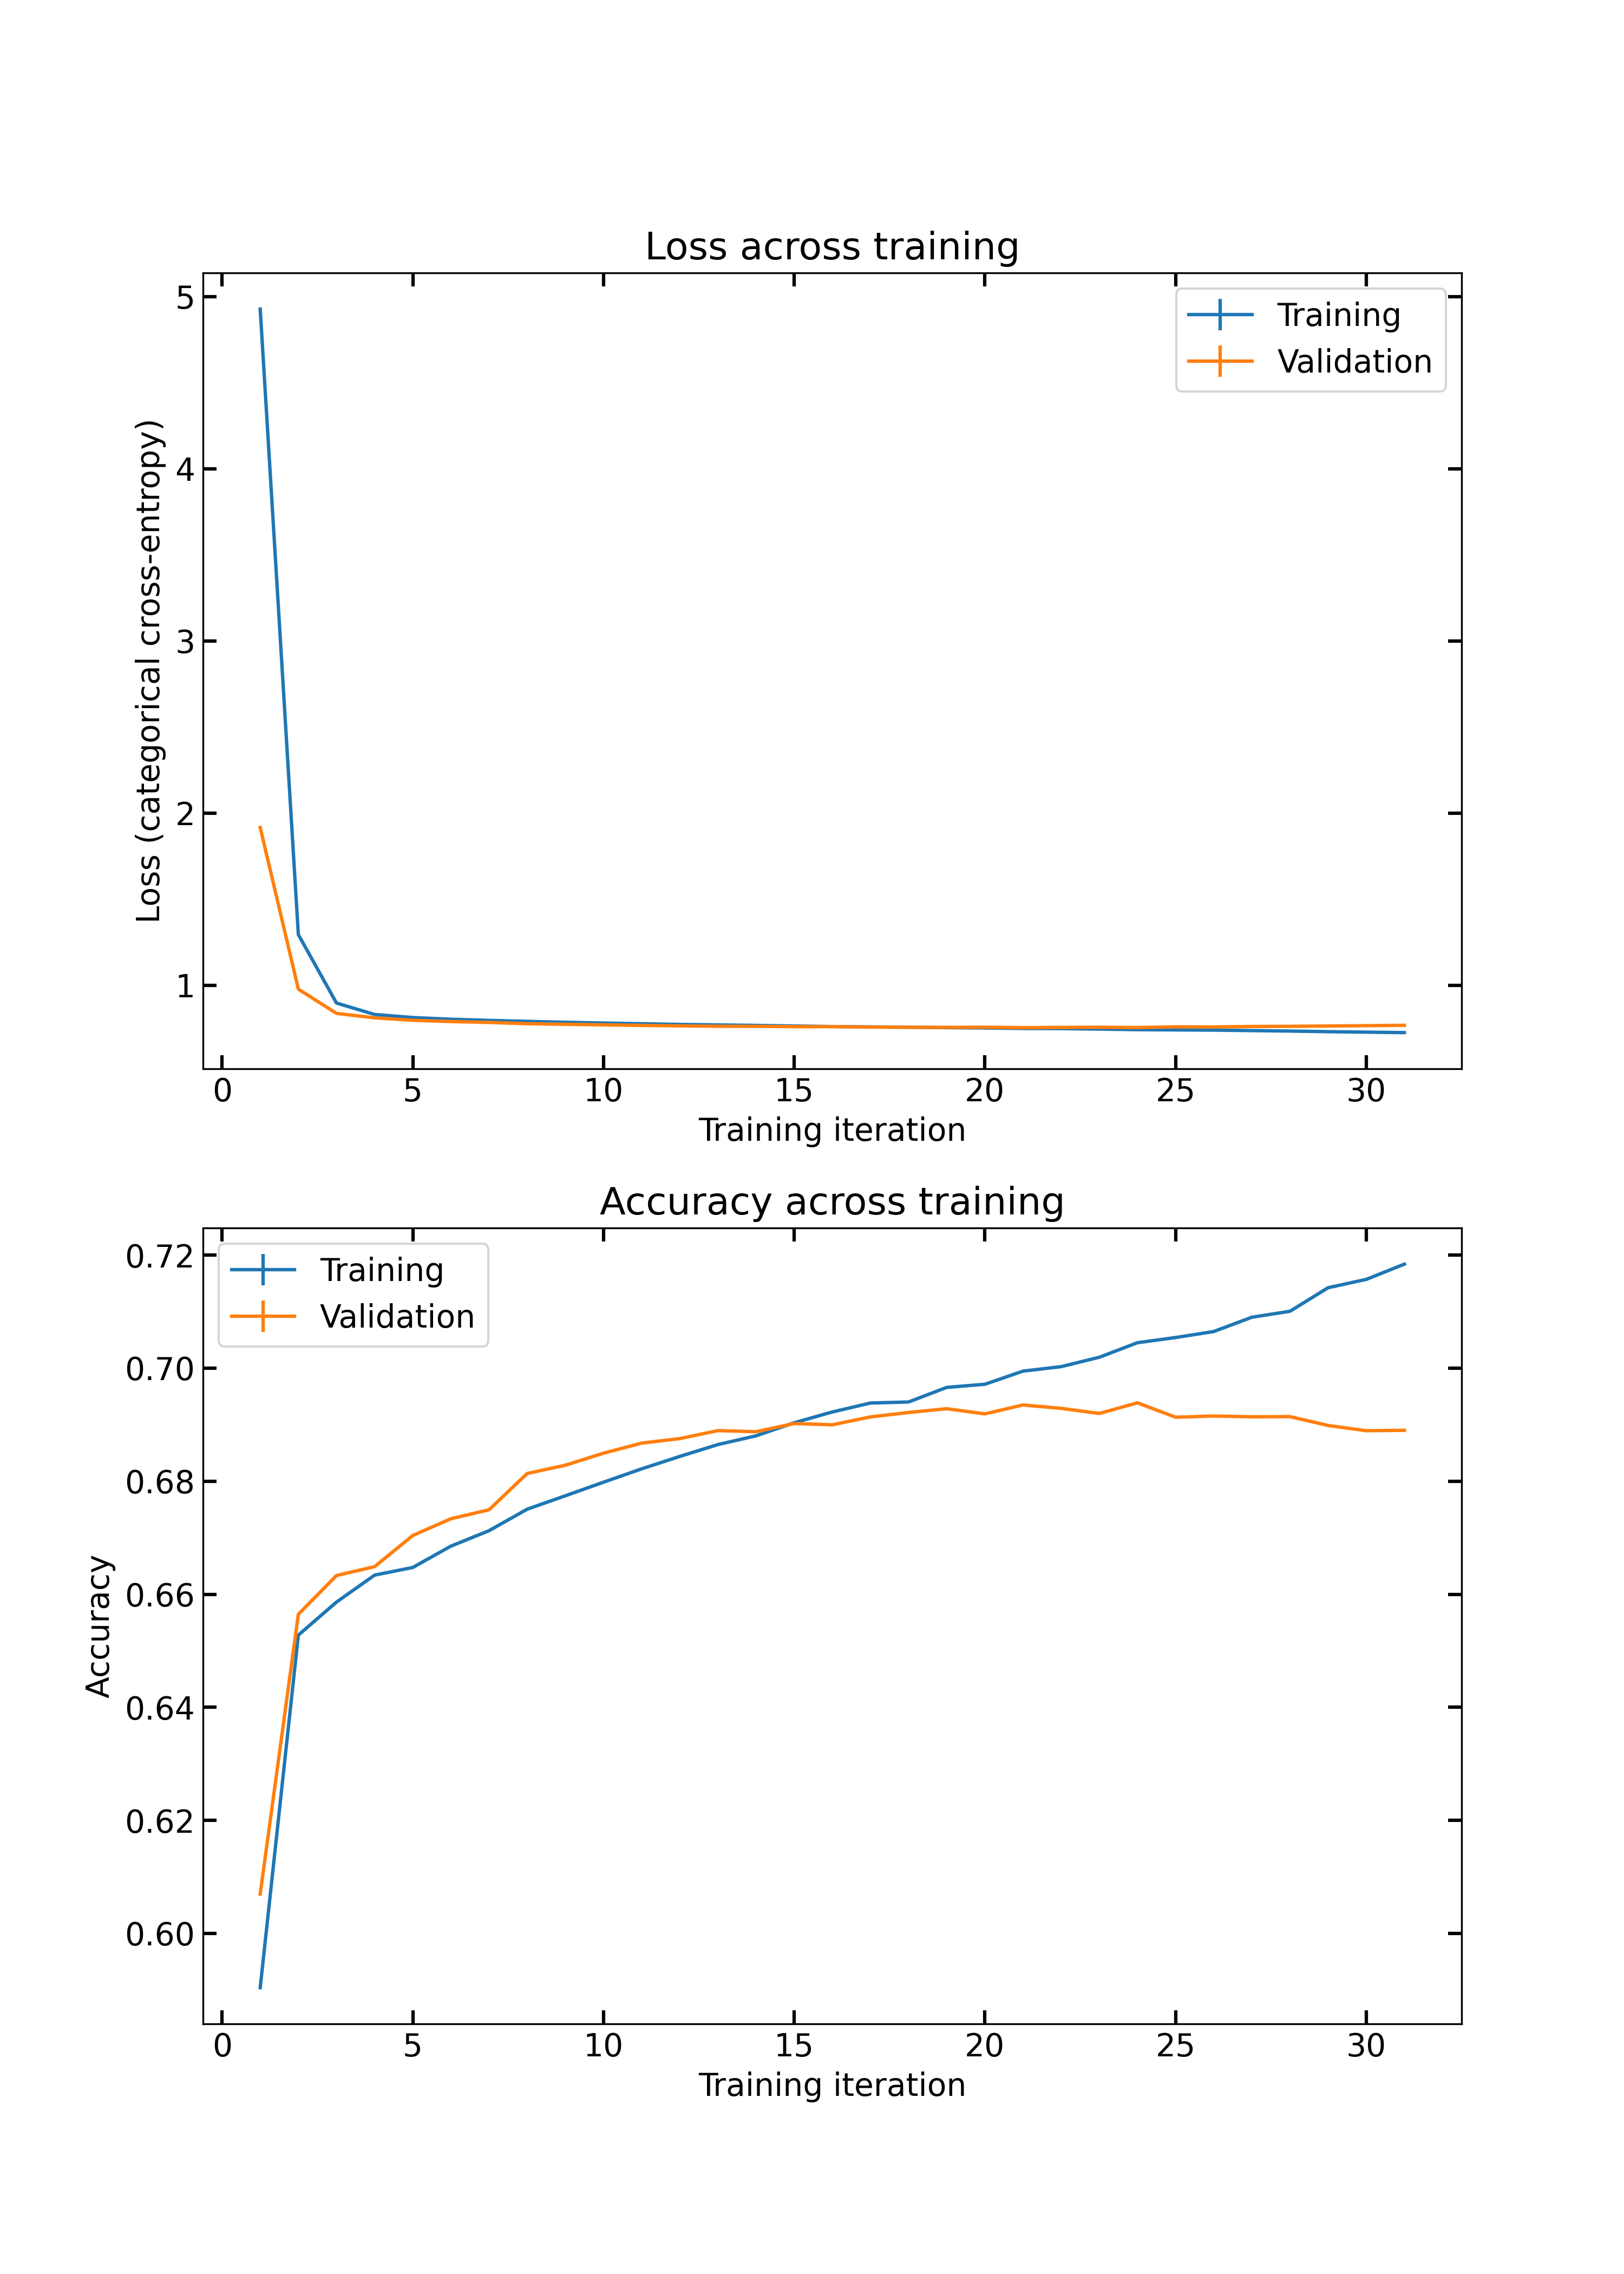 Loss across training
5
4
3
2
1
Loss (categorical cross-entropy)
Training
Validation
0 5 10 15 20 25 30
Training iteration
Accuracy across training
0.72
0.70
0.68
0.66
0.64
0.62
0.60
Accuracy
Training
Validation
0 5 10 15 20 25 30
Training iteration